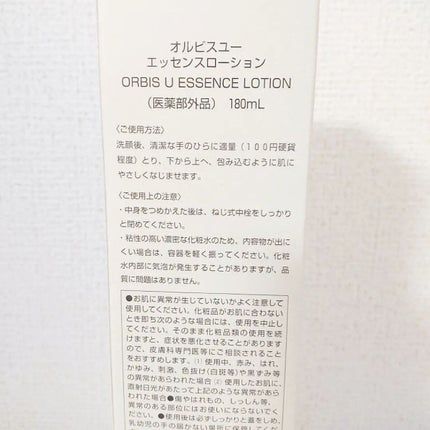 オルビスユー
エッセンスローション
ORBIS U ESSENCE LOTION
（医薬部外品） 180mL
〈ご使用方法〉
洗顔後、清潔な手のひらに適量（１００円硬貨
程度）とり、下から上へ、包み込むように肌に
やさしくなじませます。
〈ご使用上の注意〉
・中身をつめかえた後は、ねじ式中栓をしっかり
と閉めてください。
・粘性の高い濃密な化粧水のため、内容物が出に
くい場合は、容器を軽く振ってください。化粧
水内部に気泡が発生することがありますが、品
質に問題はありません。
●お肌に異常が生じていないかよく注意して
使用してください。化粧品がお肌に合わない
とき即ち次のような場合には、使用を中止し
てください。そのまま化粧品類の使用を続
けますと、症状を悪化させることがあります
ので、皮膚科専門医等にご相談されること
をおすすめします。（1）使用中、赤み、はれ、
かゆみ、刺激、色抜け（白斑等）や黒ずみ等
の異常があらわれた場合（2）使用したお肌に、
直射日光があたって上記のような異常があら
われた場合●傷やはれもの、しっしん等、
異常のある部位にはお使いにならないでく
ださい。●使用後は必ずしっかりと閉め、
乳幼児の手の届かない場所に保管してくだ